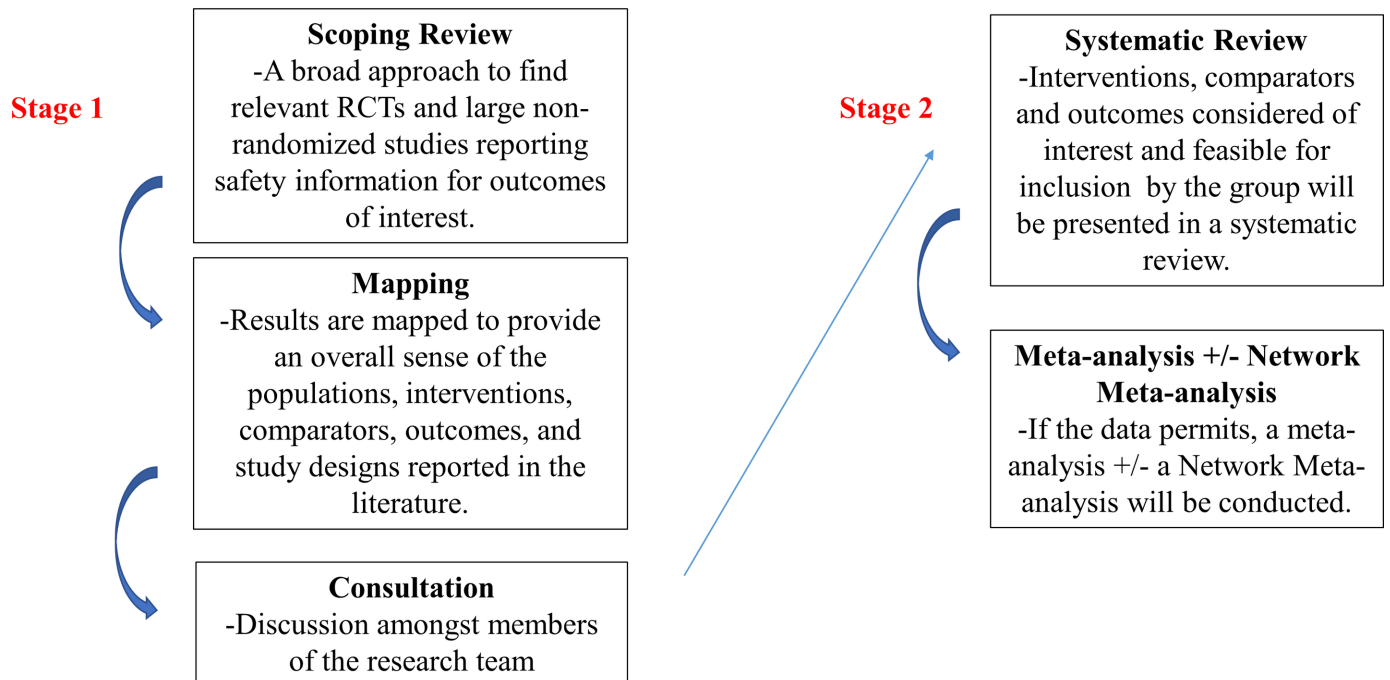 Stage 1
Scoping Review
-A broad approach to find
relevant RCTs and large non-
randomized studies reporting
safety information for outcomes
of interest.
Mapping
-Results are mapped to provide
an overall sense of the
populations, interventions,
comparators, outcomes, and
study designs reported in the
literature.
Consultation
-Discussion amongst members
of the research team
Stage 2
Systematic Review
-Interventions, comparators
and outcomes considered of
interest and feasible for
inclusion  by the group will
be presented in a systematic
review.
Meta-analysis +/- Network
Meta-analysis
-If the data permits, a meta-
analysis +/- a Network Meta-
analysis will be conducted.